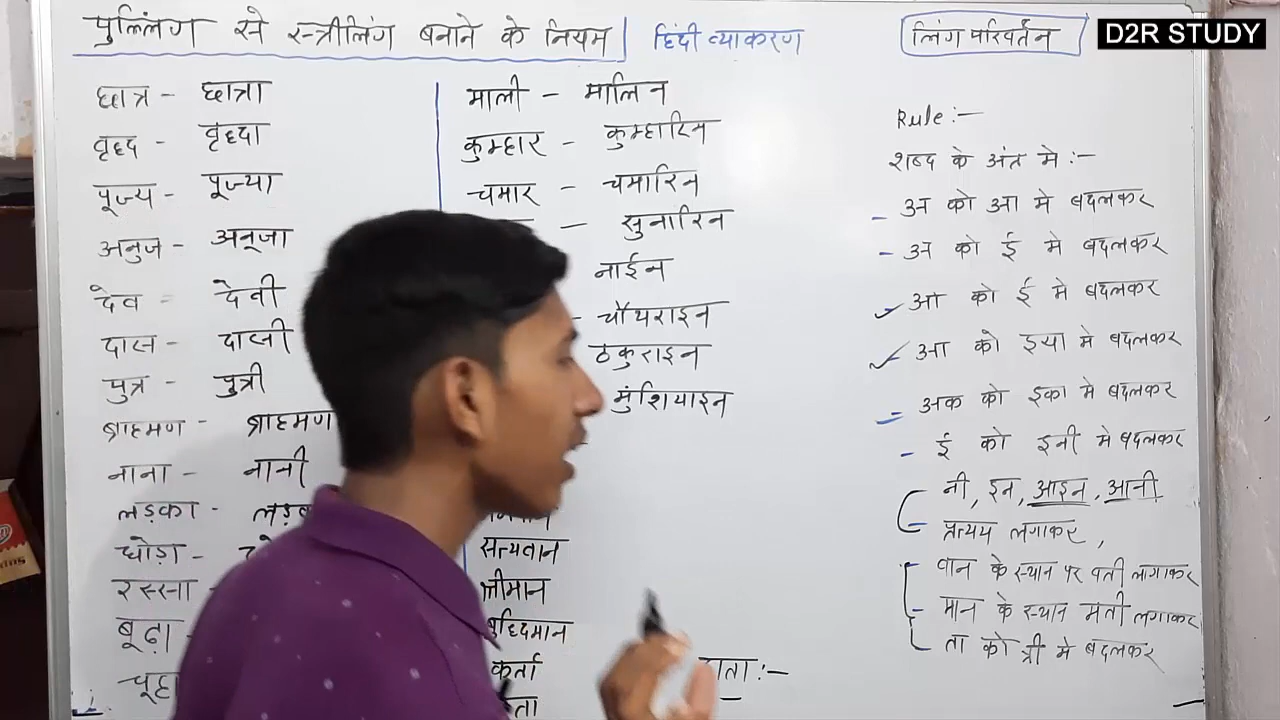 पुल्लिंग से स्त्रीलिंग बनाने के नियम हिंदी व्याकरण लिंग परिवर्तन D2R STUDY
छात्र - छात्रा
वृध्द - वृध्दा
पूज्य - पूज्या
अनुज - अनूजा
देव - देवी
दास - दासी
पुत्र - पुत्री
ब्राहमण - ब्राहमण
नाना - नानी
लड़का -
घोड़ा -
रस्सा -
बूढ़ा -
माली - मालिन
कुम्हार - कुम्हारिन
चमार - चमारिन
- सुनारिन
नाईन
- चौधराइन
ठकुराइन
मुंशियाइन
सत्यवान
कर्ता
Rule:-
शब्द के अंत मे :-
- अ को आ मे बदलकर
- अ को ई मे बदलकर
✓ आ को ई मे बदलकर
✓ आ को इया मे बदलकर
- अक को इका मे बदलकर
- ई को इनी मे बदलकर
नी, इन, आइन, आनी
प्रत्यय लगाकर,
वान के स्थान पर वती लगाकर
- मान के स्थान मती लगाकर
ता को त्री मे बदलकर